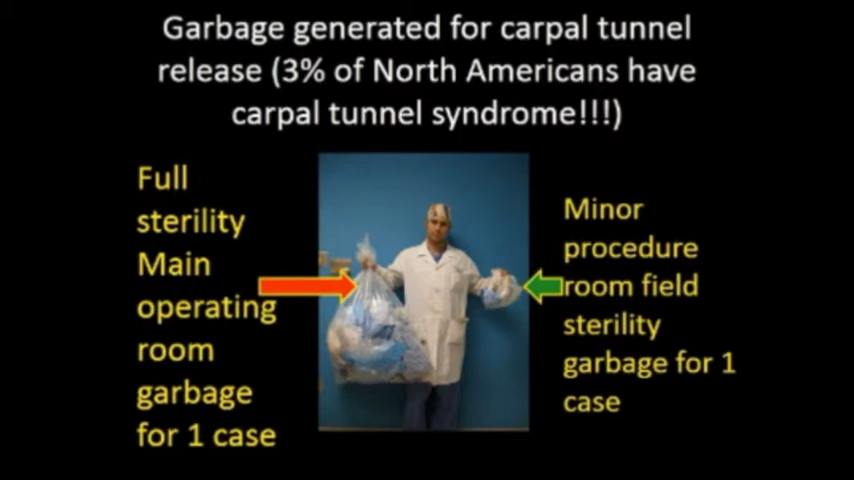 Garbage generated for carpal tunnel
release (3% of North Americans have
carpal tunnel syndrome!!!)
Full
sterility
Main
operating
room
garbage
for 1 case
Minor
procedure
room field
sterility
garbage for 1
case